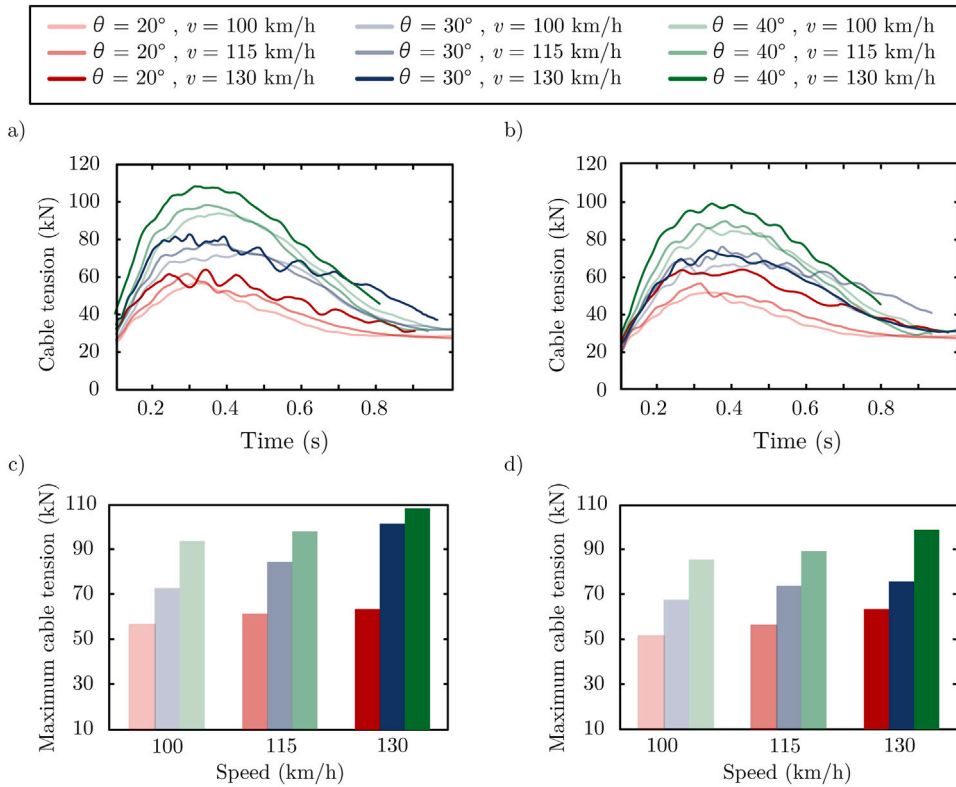 θ = 20° , v = 100 km/h θ = 30° , v = 100 km/h θ = 40° , v = 100 km/h
θ = 20° , v = 115 km/h θ = 30° , v = 115 km/h θ = 40° , v = 115 km/h
θ = 20° , v = 130 km/h θ = 30° , v = 130 km/h θ = 40° , v = 130 km/h
a)
Cable tension (kN)
120
100
80
60
40
20
0
0.2 0.4 0.6 0.8
Time (s)
b)
Cable tension (kN)
120
100
80
60
40
20
0
0.2 0.4 0.6 0.8
Time (s)
c)
Maximum cable tension (kN)
110
90
70
50
30
10
100 115 130
Speed (km/h)
d)
Maximum cable tension (kN)
110
90
70
50
30
10
100 115 130
Speed (km/h)